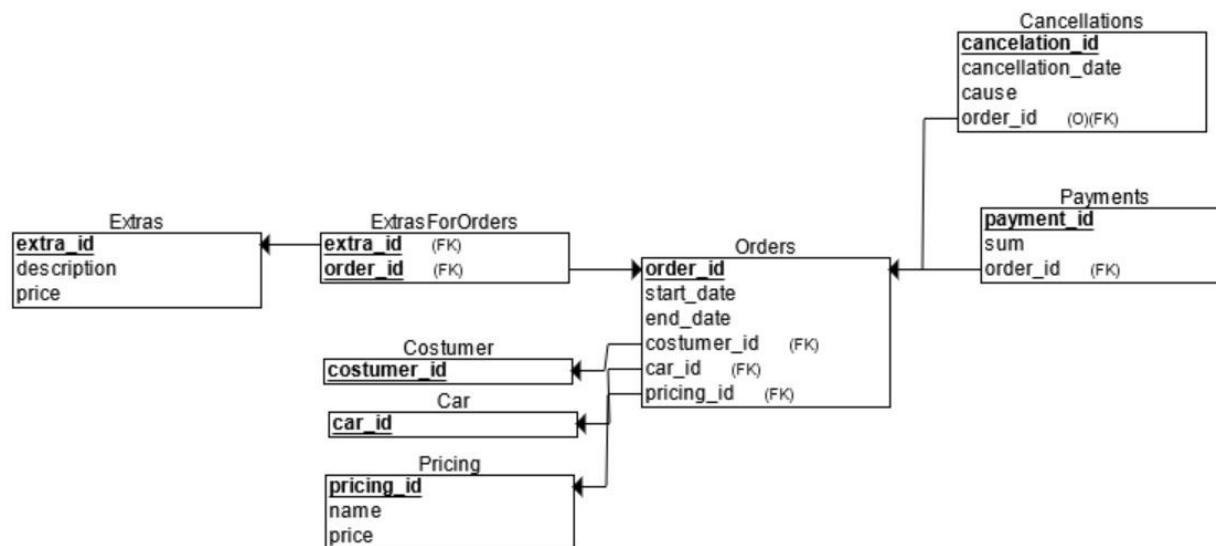 Cancellations
cancelation_id
cancellation_date
cause
order_id (O)(FK)
Payments
payment_id
sum
order_id (FK)
Extras
extra_id
description
price
ExtrasForOrders
extra_id (FK)
order_id (FK)
Orders
order_id
start_date
end_date
costumer_id (FK)
car_id (FK)
pricing_id (FK)
Costumer
costumer_id
Car
car_id
Pricing
pricing_id
name
price